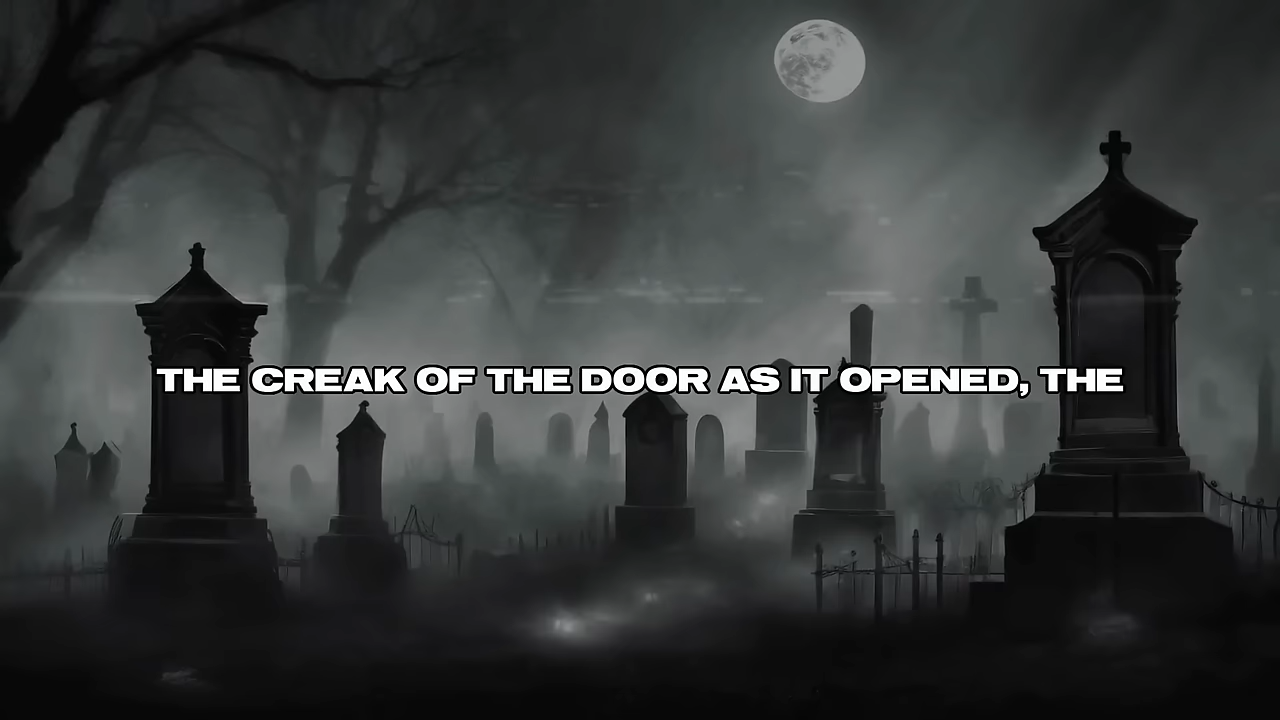 THE CREAK OF THE DOOR AS IT OPENED, THE